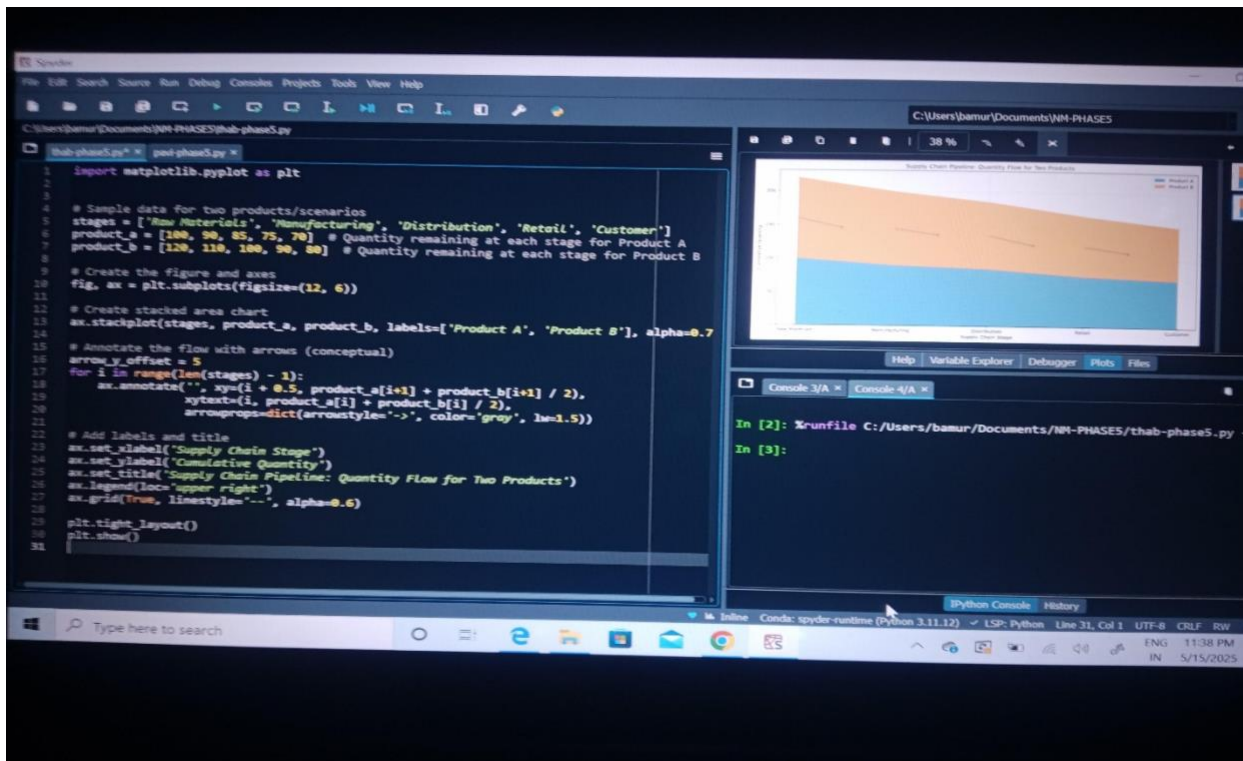 Spyder
File Edit Search Source Run Debug Consoles Projects Tools View Help
C:\Users\bamur\Documents\NM-PHASE5
C:\Users\bamur\Documents\NM-PHASE5\thab-phase5.py
thab-phase5.py* pavi-phase5.py
38 %
1 import matplotlib.pyplot as plt
2
3
4 # Sample data for two products/scenarios
5 stages = ['Raw Materials', 'Manufacturing', 'Distribution', 'Retail', 'Customer']
6 product_a = [100, 90, 85, 75, 70] # Quantity remaining at each stage for Product A
7 product_b = [120, 110, 100, 90, 80] # Quantity remaining at each stage for Product B
8
9 # Create the figure and axes
10 fig, ax = plt.subplots(figsize=(12, 6))
11
12 # Create stacked area chart
13 ax.stackplot(stages, product_a, product_b, labels=['Product A', 'Product B'], alpha=0.7
14
15 # Annotate the flow with arrows (conceptual)
16 arrow_y_offset = 5
17 for i in range(len(stages) - 1):
18 ax.annotate("", xy=(i + 0.5, product_a[i+1] + product_b[i+1] / 2),
19 xytext=(i, product_a[i] + product_b[i] / 2),
20 arrowprops=dict(arrowstyle='->', color='gray', lw=1.5))
21
22 # Add labels and title
23 ax.set_xlabel("Supply Chain Stage")
24 ax.set_ylabel("Cumulative Quantity")
25 ax.set_title("Supply Chain Pipeline: Quantity Flow for Two Products")
26 ax.legend(loc="upper right")
27 ax.grid(True, linestyle='--', alpha=0.6)
28
29 plt.tight_layout()
30 plt.show()
31
Supply Chain Pipeline: Quantity Flow for Two Products
Product A
Product B
Manufacturing Distribution Retail Customer
Supply Chain Stage
Help Variable Explorer Debugger Plots Files
Console 3/A Console 4/A
In [2]: %runfile C:/Users/bamur/Documents/NM-PHASE5/thab-phase5.py
In [3]:
IPython Console History
Inline Conda: spyder-runtime (Python 3.11.12) LSP: Python Line 31, Col 1 UTF-8 CRLF RW
Type here to search
ENG 11:38 PM
IN 5/15/2025